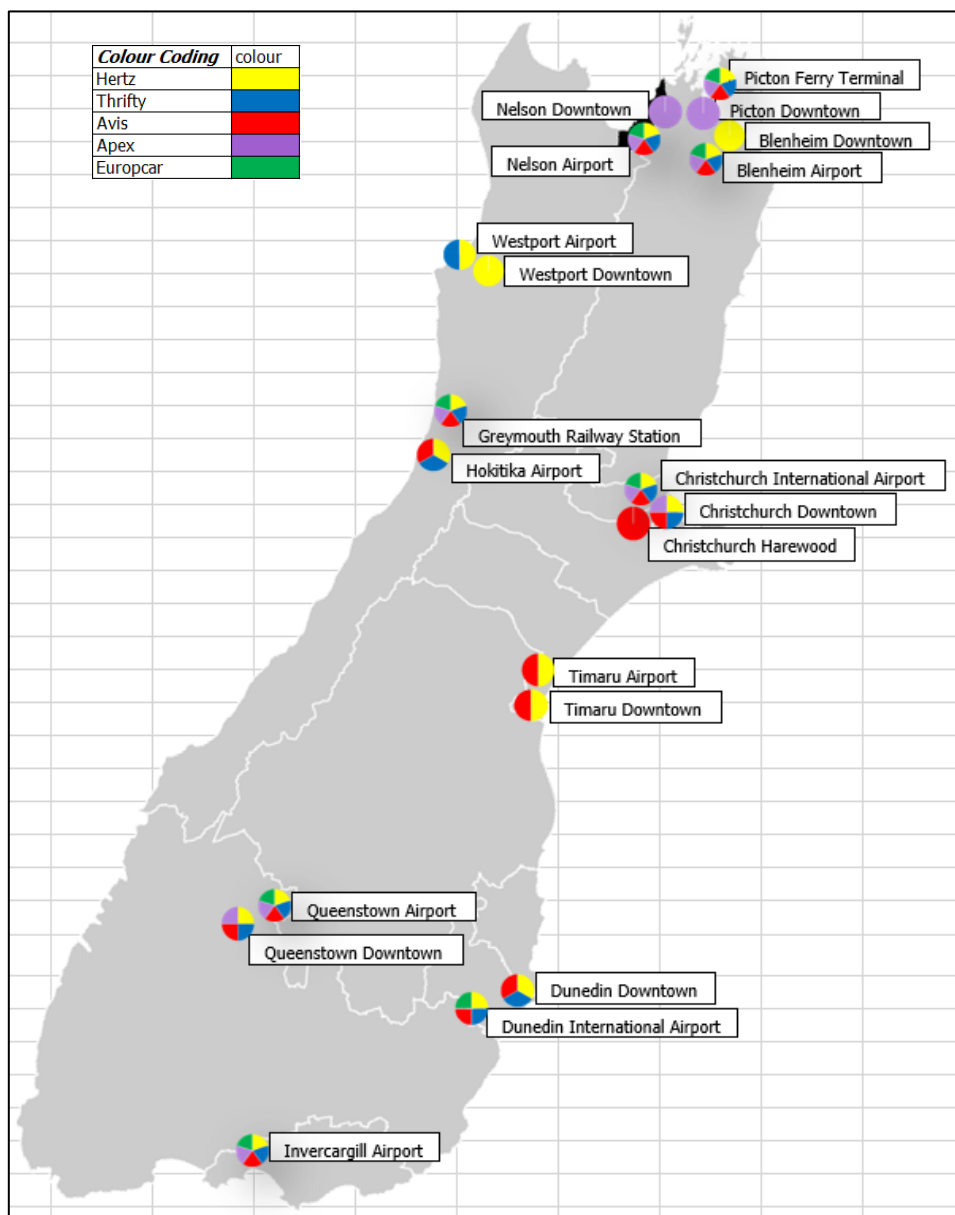 Colour Coding colour
Hertz
Thrifty
Avis
Apex
Europcar
Picton Ferry Terminal
Nelson Downtown
Picton Downtown
Blenheim Downtown
Nelson Airport
Blenheim Airport
Westport Airport
Westport Downtown
Greymouth Railway Station
Hokitika Airport
Christchurch International Airport
Christchurch Downtown
Christchurch Harewood
Timaru Airport
Timaru Downtown
Queenstown Airport
Queenstown Downtown
Dunedin Downtown
Dunedin International Airport
Invercargill Airport